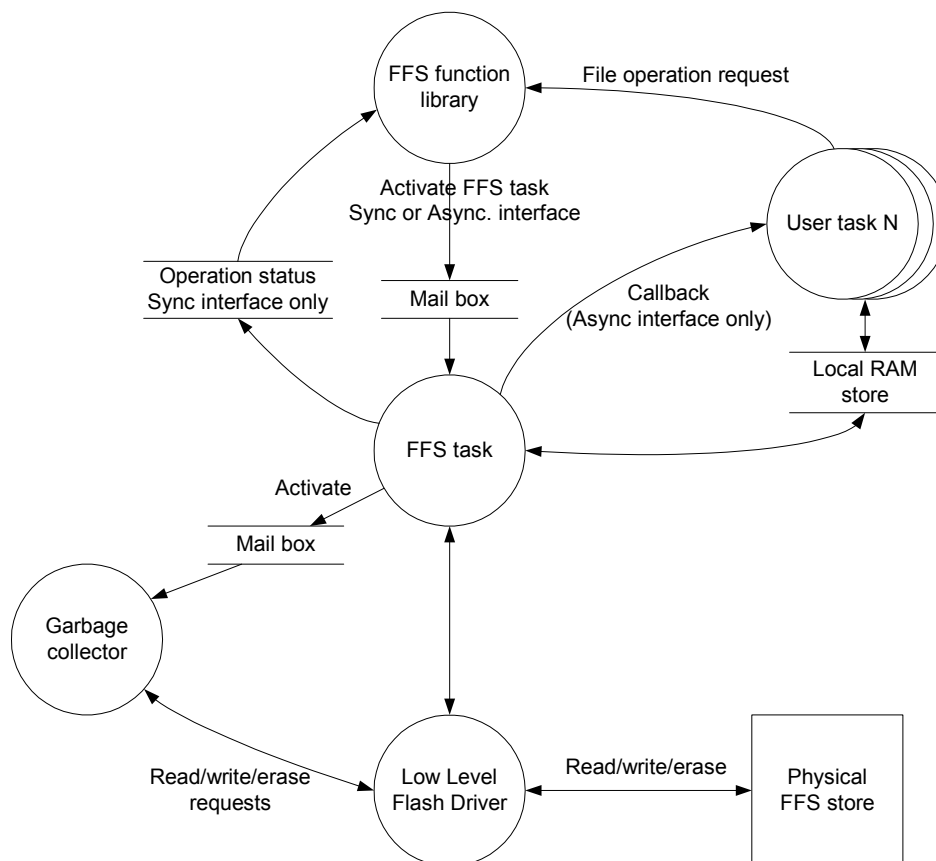 FFS function
library
File operation request
Activate FFS task
Sync or Async. interface
User task N
Operation status
Sync interface only
Mail box
Callback
(Async interface only)
Local RAM
store
FFS task
Activate
Mail box
Garbage
collector
Read/write/erase
requests
Low Level
Flash Driver
Read/write/erase
Physical
FFS store